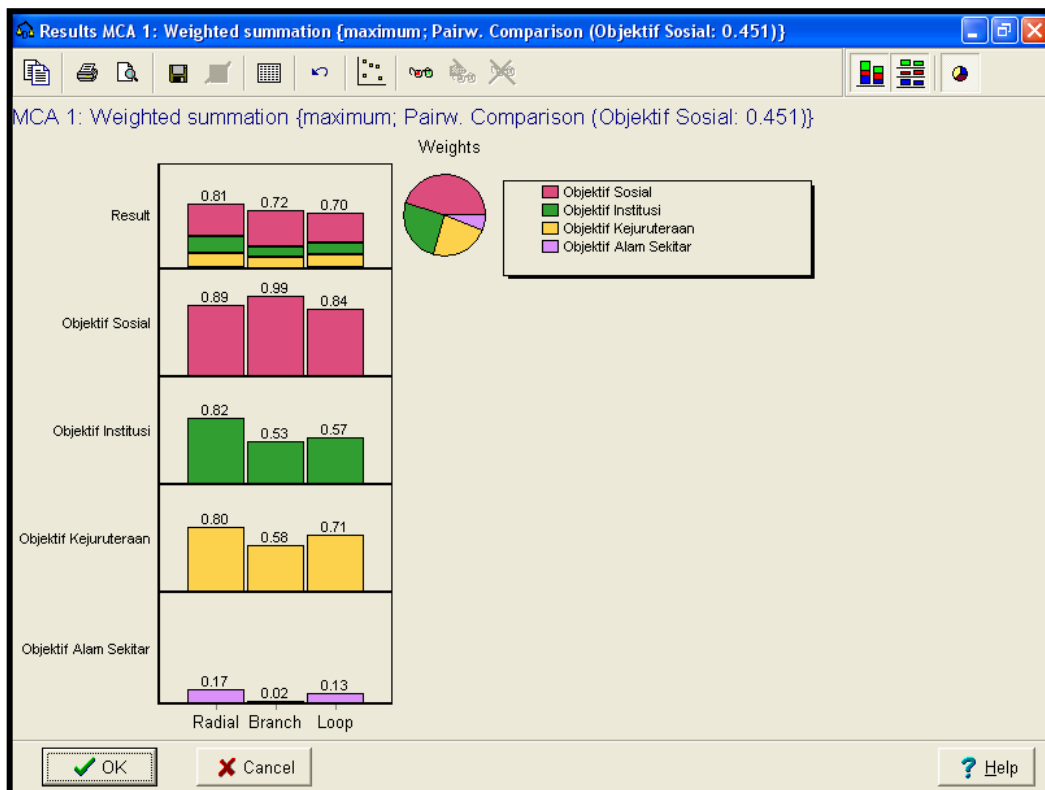 Results MCA 1: Weighted summation {maximum; Pairw. Comparison (Objektif Sosial: 0.451)}
MCA 1: Weighted summation {maximum; Pairw. Comparison (Objektif Sosial: 0.451)}
Weights
Objektif Sosial
Objektif Institusi
Objektif Kejuruteraan
Objektif Alam Sekitar
Result
0.81 0.72 0.70
Objektif Sosial
0.89 0.99 0.84
Objektif Institusi
0.82 0.53 0.57
Objektif Kejuruteraan
0.80 0.58 0.71
Objektif Alam Sekitar
0.17 0.02 0.13
Radial Branch Loop
OK Cancel ? Help